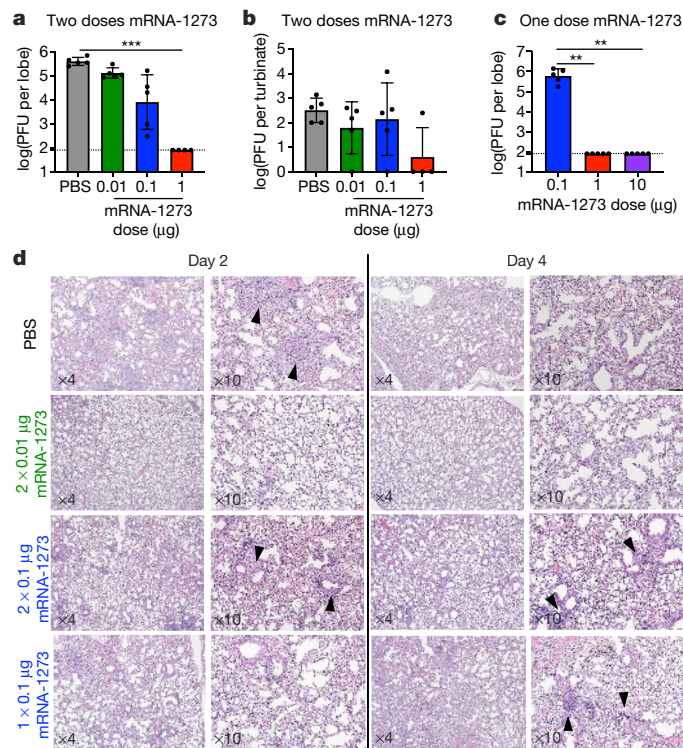 a Two doses mRNA-1273
***
log(PFU per lobe)
6
5
4
3
2
1
PBS 0.01 0.1 1
mRNA-1273
dose (μg)
b Two doses mRNA-1273
log(PFU per turbinate)
5
4
3
2
1
0
PBS 0.01 0.1 1
mRNA-1273
dose (μg)
c One dose mRNA-1273
**
**
log(PFU per lobe)
7
6
5
4
3
2
1
0.1 1 10
mRNA-1273 dose (μg)
d Day 2 Day 4
PBS
×4 ×10 ×4 ×10
2 × 0.01 μg
mRNA-1273
×4 ×10 ×4 ×10
2 × 0.1 μg
mRNA-1273
×4 ×10 ×4 ×10
1 × 0.1 μg
mRNA-1273
×4 ×10 ×4 ×10